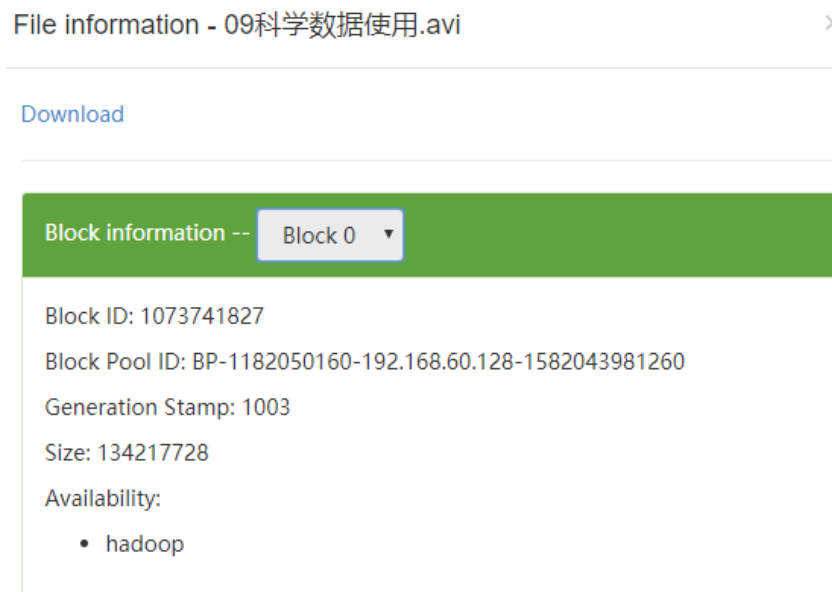 File information - 09科学数据使用.avi
Download
Block information -- Block 0
Block ID: 1073741827
Block Pool ID: BP-1182050160-192.168.60.128-1582043981260
Generation Stamp: 1003
Size: 134217728
Availability:
hadoop